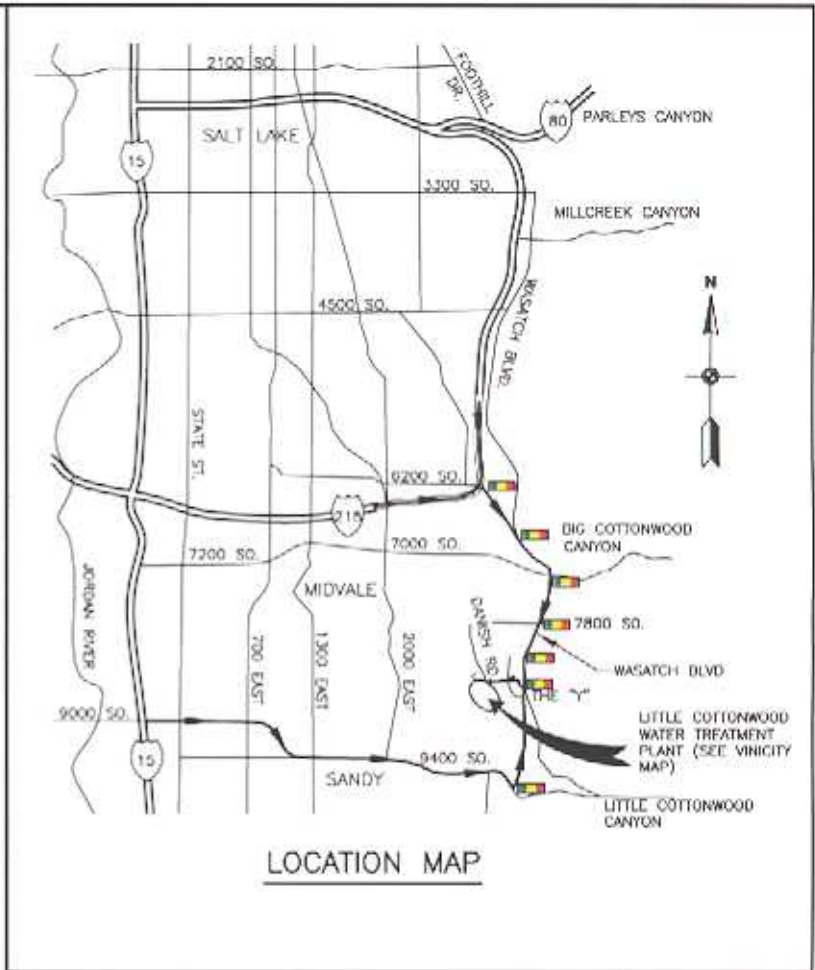 2100 SO.
FOOTHILL
DR.
80
PARLEYS CANYON
SALT LAKE
15
3300 SO.
MILLCREEK CANYON
N
4500 SO.
WASATCH BLVD.
STATE ST.
6200 SO.
215
BIG COTTONWOOD
CANYON
7000 SO.
7200 SO.
JORDAN RIVER
MIDVALE
700 EAST
1300 EAST
2000 EAST
DANISH RD.
7800 SO.
WASATCH BLVD
THE "Y"
9000 SO.
LITTLE COTTONWOOD
WATER TREATMENT
PLANT (SEE VINICITY
MAP)
15
9400 SO.
SANDY
LITTLE COTTONWOOD
CANYON
LOCATION MAP